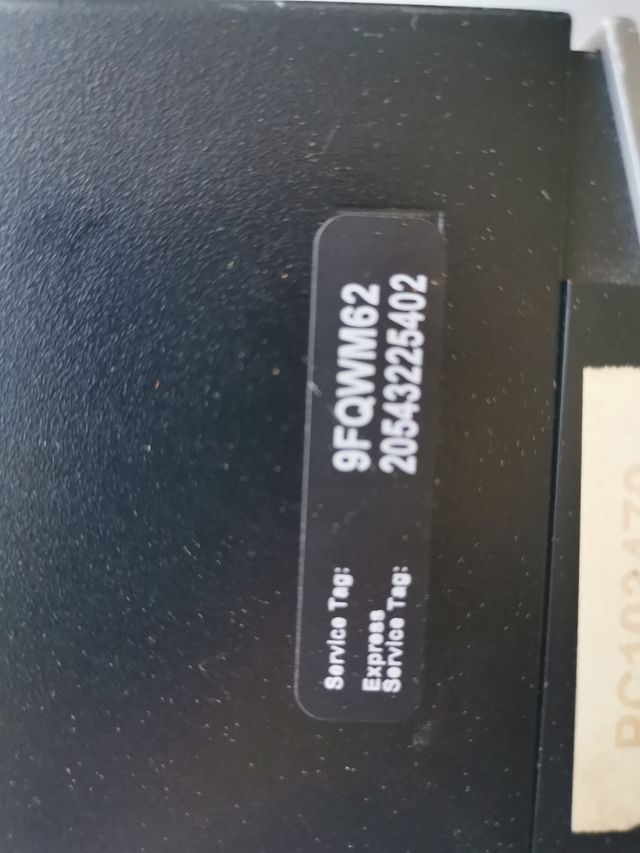 Service Tag: 9FQWM62
Express
Service Tag: 20543225402